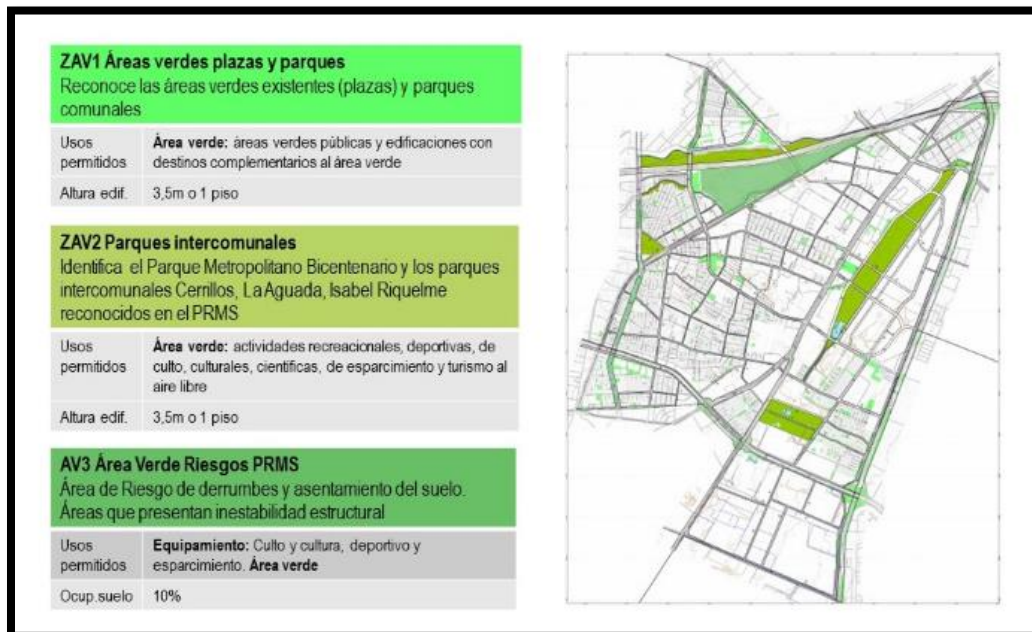 ZAV1 Áreas verdes plazas y parques
Reconoce las áreas verdes existentes (plazas) y parques
comunales
Usos permitidos
Área verde: áreas verdes públicas y edificaciones con
destinos complementarios al área verde
Altura edif.
3,5m o 1 piso
ZAV2 Parques intercomunales
Identifica el Parque Metropolitano Bicentenario y los parques
intercomunales Cerrillos, La Aguada, Isabel Riquelme
reconocidos en el PRMS
Usos permitidos
Área verde: actividades recreacionales, deportivas, de
culto, culturales, científicas, de esparcimiento y turismo al
aire libre
Altura edif.
3,5m o 1 piso
AV3 Área Verde Riesgos PRMS
Área de Riesgo de derrumbes y asentamiento del suelo.
Áreas que presentan inestabilidad estructural
Usos permitidos
Equipamiento: Culto y cultura, deportivo y
esparcimiento. Área verde
Ocup.suelo
10%